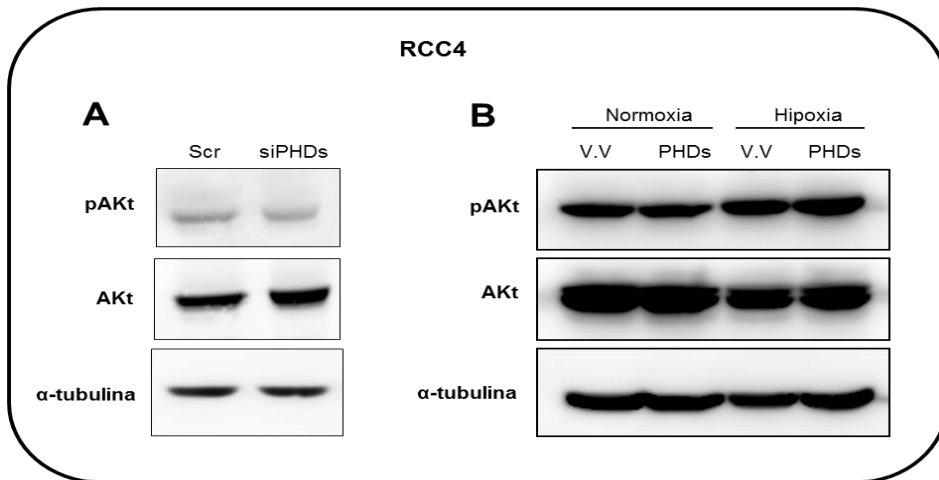 RCC4
A
Scr siPHDs
pAKt
AKt
α-tubulina
B
Normoxia Hipoxia
V.V PHDs V.V PHDs
pAKt
AKt
α-tubulina